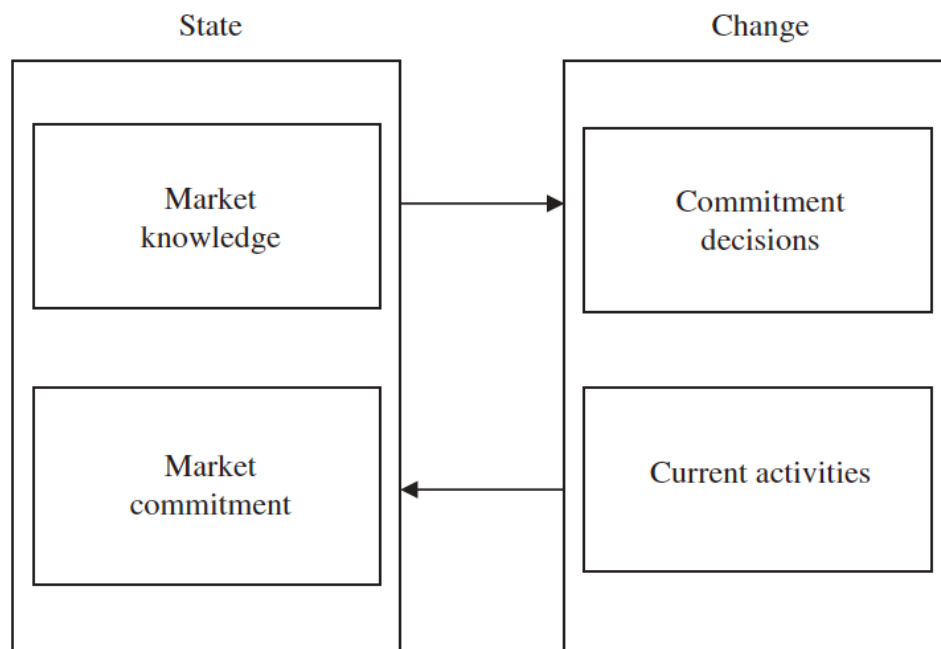 State
Change
Market
knowledge
Commitment
decisions
Market
commitment
Current activities